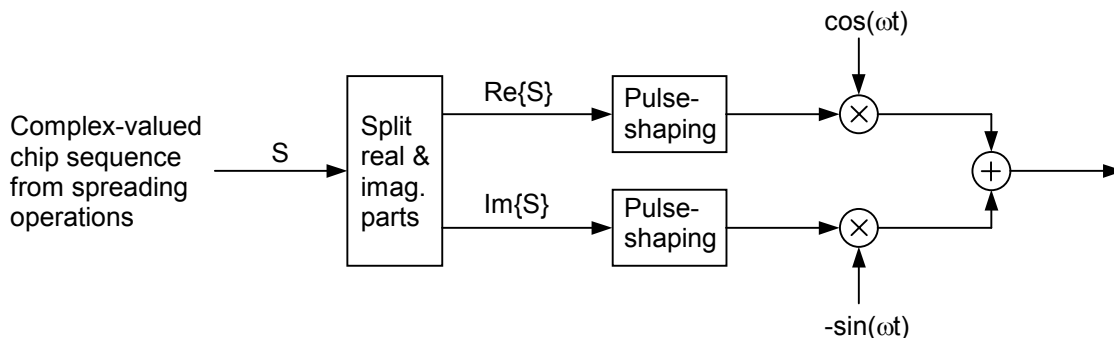 cos(ωt)
Complex-valued
chip sequence
from spreading
operations
S
Split
real &
imag.
parts
Re{S}
Pulse-
shaping
Im{S}
Pulse-
shaping
-sin(ωt)